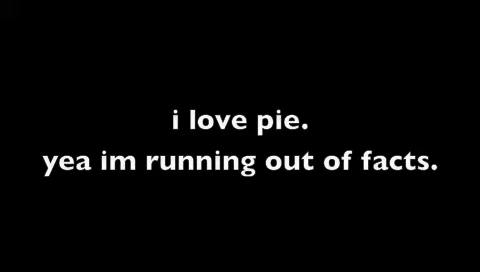 i love pie.
yea im running out of facts.